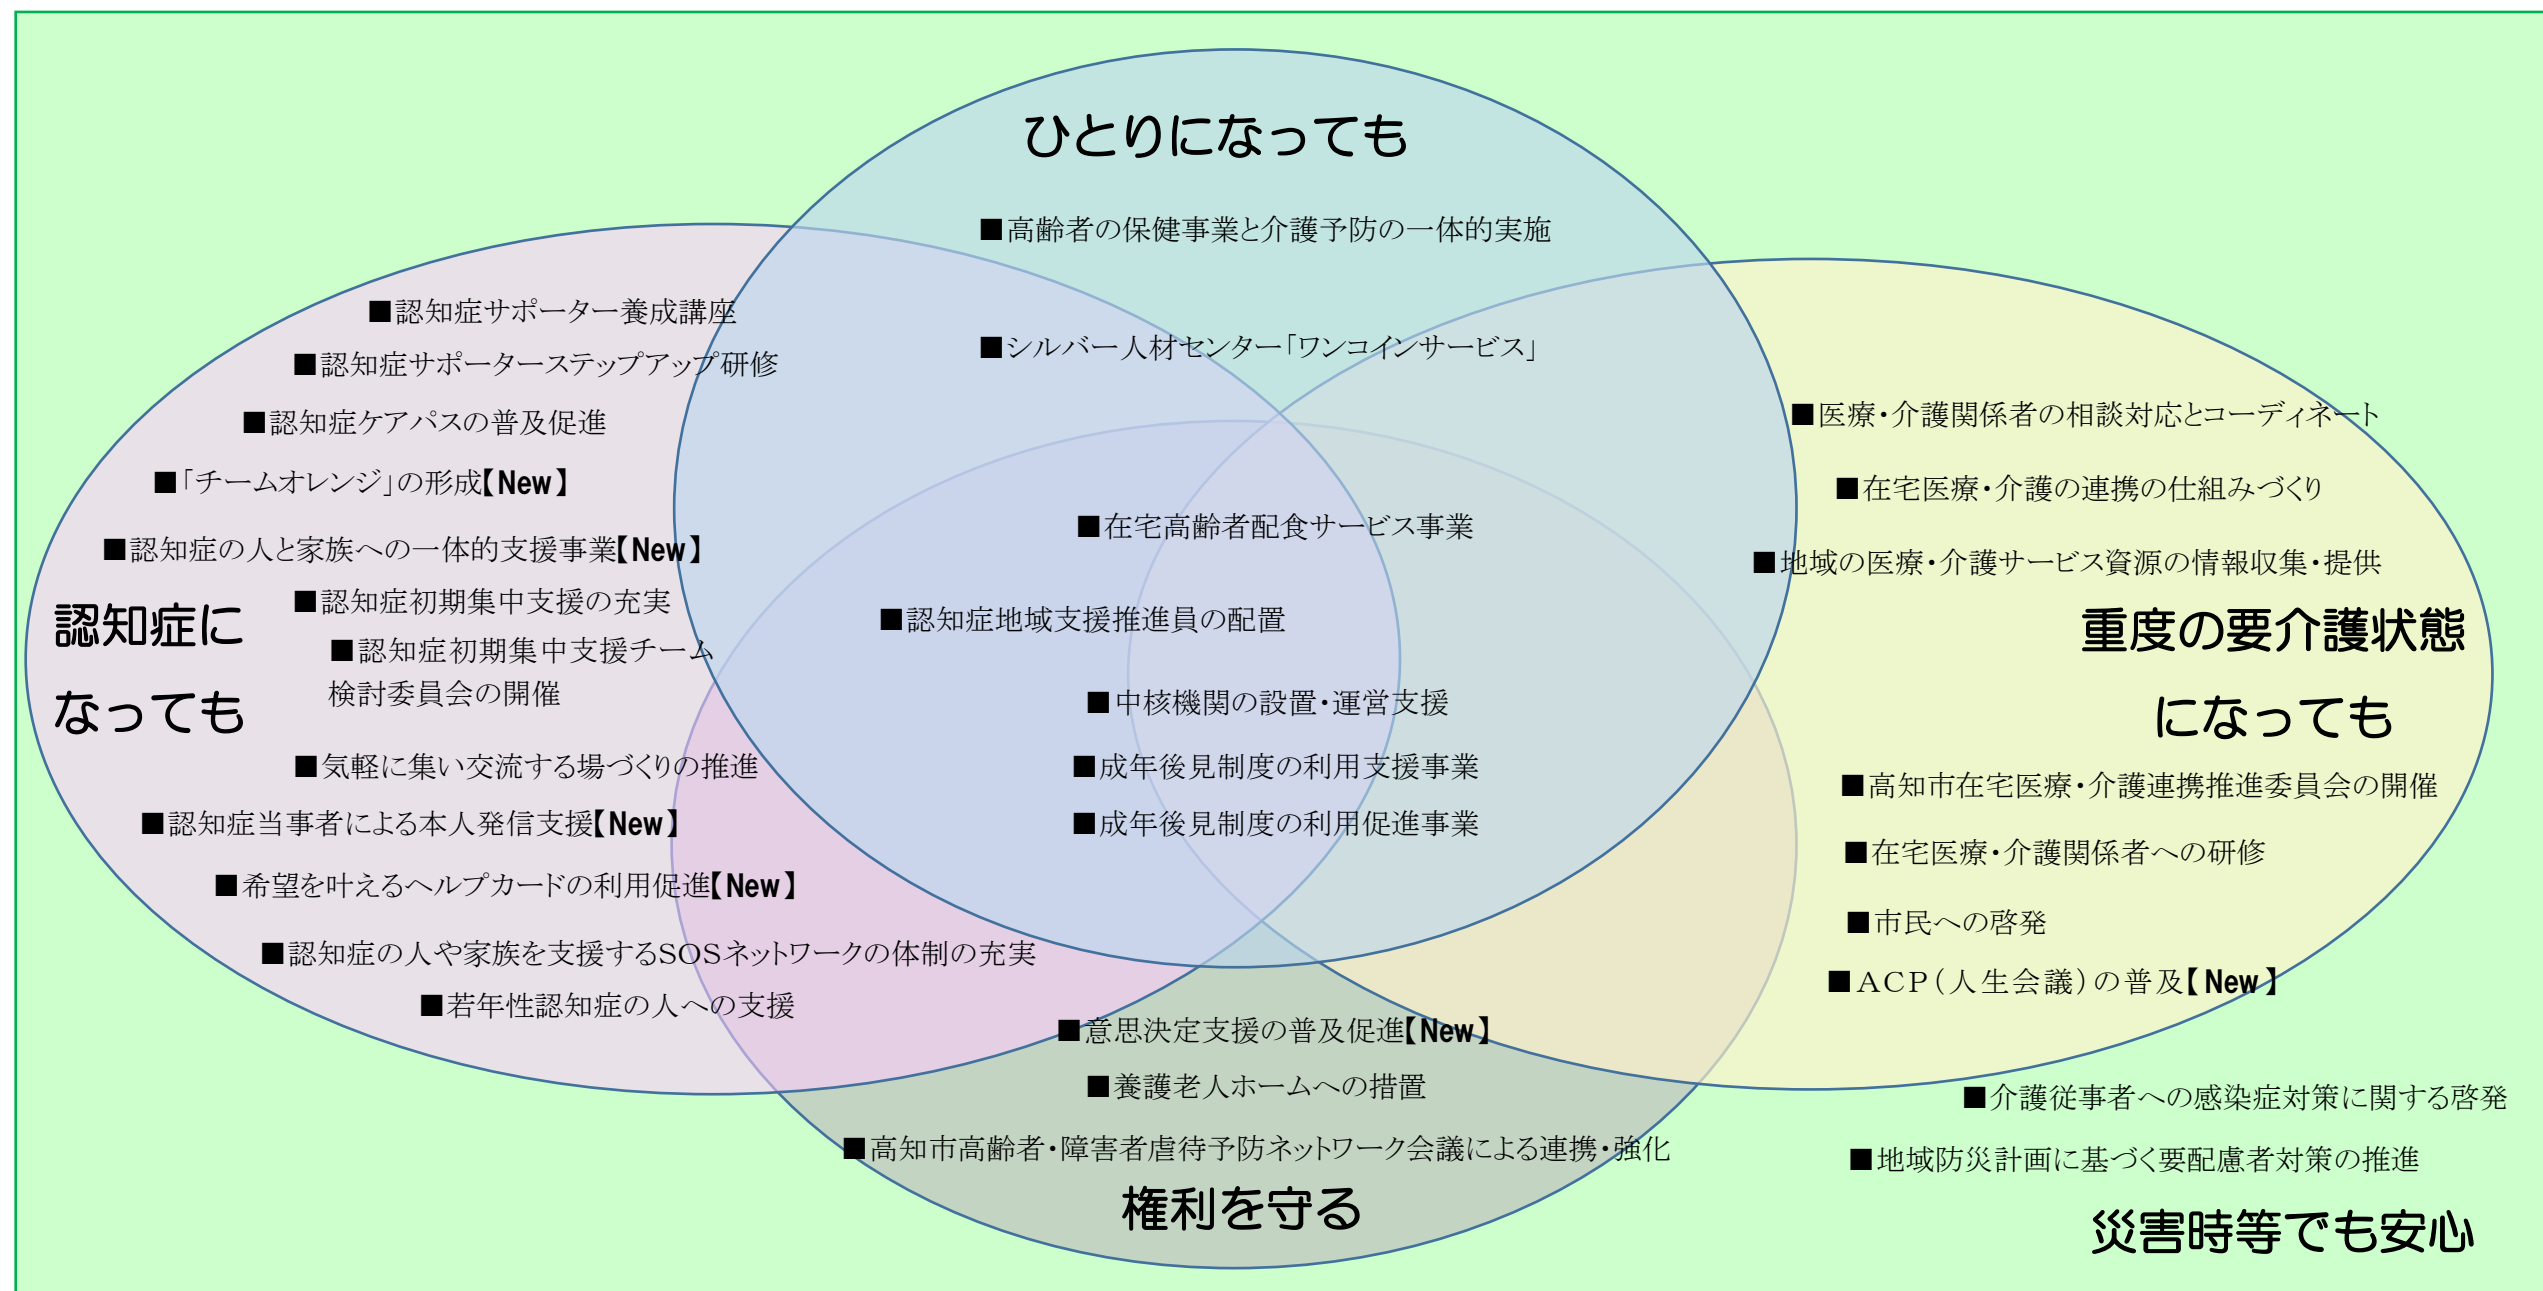 ひとりになっても
■高齢者の保健事業と介護予防の一体的実施
■シルバー人材センター「ワンコインサービス」
■認知症サポーター養成講座
■認知症サポーターステップアップ研修
■認知症ケアパスの普及促進
■「チームオレンジ」の形成【New】
■認知症の人と家族への一体的支援事業【New】
■認知症初期集中支援の充実
認知症に
なっても
■認知症初期集中支援チーム
検討委員会の開催
■気軽に集い交流する場づくりの推進
■認知症当事者による本人発信支援【New】
■希望を叶えるヘルプカードの利用促進【New】
■認知症の人や家族を支援するSOSネットワークの体制の充実
■若年性認知症の人への支援
■在宅高齢者配食サービス事業
■認知症地域支援推進員の配置
■中核機関の設置・運営支援
■成年後見制度の利用支援事業
■成年後見制度の利用促進事業
■医療・介護関係者の相談対応とコーディネート
■在宅医療・介護の連携の仕組みづくり
■地域の医療・介護サービス資源の情報収集・提供
重度の要介護状態
になっても
■高知市在宅医療・介護連携推進委員会の開催
■在宅医療・介護関係者への研修
■市民への啓発
■ACP(人生会議)の普及【New】
■意思決定支援の普及促進【New】
■養護老人ホームへの措置
■高知市高齢者・障害者虐待予防ネットワーク会議による連携・強化
権利を守る
■介護従事者への感染症対策に関する啓発
■地域防災計画に基づく要配慮者対策の推進
災害時等でも安心